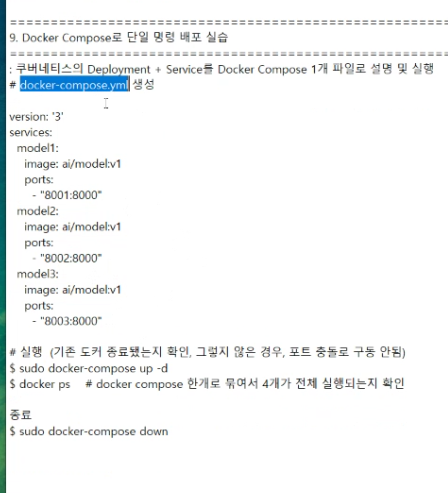 ================================================
9. Docker Compose로 단일 명령 배포 실습
================================================
: 쿠버네티스의 Deployment + Service를 Docker Compose 1개 파일로 설명 및 실행
# docker-compose.yml 생성
version: '3'
services:
  model1:
    image: ai/model:v1
    ports:
      - "8001:8000"
  model2:
    image: ai/model:v1
    ports:
      - "8002:8000"
  model3:
    image: ai/model:v1
    ports:
      - "8003:8000"
# 실행  (기존 도커 종료됐는지 확인, 그렇지 않은 경우, 포트 충돌로 구동 안됨)
$ sudo docker-compose up -d
$ docker ps    # docker compose 한개로 묶여서 4개가 전체 실행되는지 확인
종료
$ sudo docker-compose down